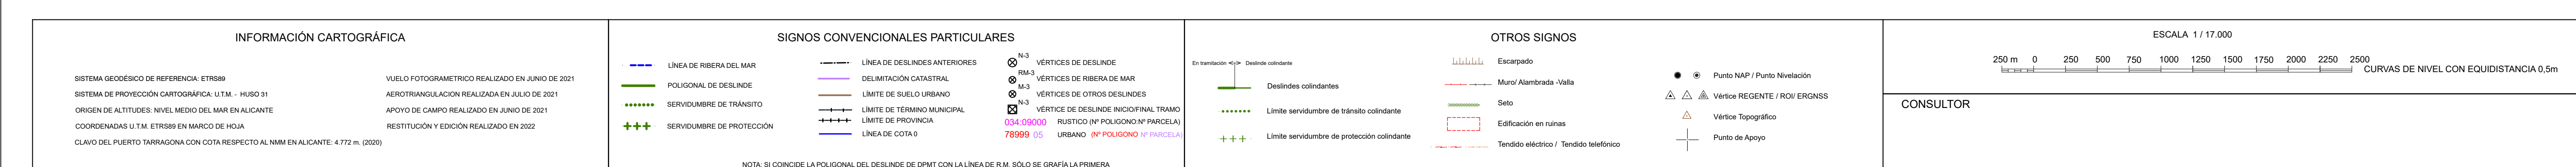 INFORMACIÓN CARTOGRÁFICA
SISTEMA GEODÉSICO DE REFERENCIA: ETRS89
SISTEMA DE PROYECCIÓN CARTOGRÁFICA: U.T.M. - HUSO 31
ORIGEN DE ALTITUDES: NIVEL MEDIO DEL MAR EN ALICANTE
COORDENADAS U.T.M. ETRS89 EN MARCO DE HOJA
CLAVO DEL PUERTO TARRAGONA CON COTA RESPECTO AL NMM EN ALICANTE: 4.772 m. (2020)
VUELO FOTOGRAMETRICO REALIZADO EN JUNIO DE 2021
AEROTRIANGULACION REALIZADA EN JULIO DE 2021
APOYO DE CAMPO REALIZADO EN JUNIO DE 2021
RESTITUCIÓN Y EDICIÓN REALIZADO EN 2022
SIGNOS CONVENCIONALES PARTICULARES
LÍNEA DE RIBERA DEL MAR
POLIGONAL DE DESLINDE
SERVIDUMBRE DE TRÁNSITO
SERVIDUMBRE DE PROTECCIÓN
LÍNEA DE DESLINDES ANTERIORES
DELIMITACIÓN CATASTRAL
LÍMITE DE SUELO URBANO
LÍMITE DE TÉRMINO MUNICIPAL
LÍMITE DE PROVINCIA
LÍNEA DE COTA 0
N-3 VÉRTICES DE DESLINDE
RM-3 VÉRTICES DE RIBERA DE MAR
M-3 VÉRTICES DE OTROS DESLINDES
N-3 VÉRTICE DE DESLINDE INICIO/FINAL TRAMO
034:09000 RUSTICO (Nº POLIGONO:Nº PARCELA)
78999 05 URBANO (Nº POLIGONO Nº PARCELA)
NOTA: SI COINCIDE LA POLIGONAL DEL DESLINDE DE DPMT CON LA LÍNEA DE R.M. SÓLO SE GRAFÍA LA PRIMERA
OTROS SIGNOS
En tramitación Deslinde colindante
Deslindes colindantes
Límite servidumbre de tránsito colindante
Límite servidumbre de protección colindante
Escarpado
Muro/ Alambrada -Valla
Seto
Edificación en ruinas
Tendido eléctrico / Tendido telefónico
Punto NAP / Punto Nivelación
Vértice REGENTE / ROI/ ERGNSS
Vértice Topográfico
Punto de Apoyo
ESCALA 1 / 17.000
250 m 0 250 500 750 1000 1250 1500 1750 2000 2250 2500
CURVAS DE NIVEL CON EQUIDISTANCIA 0,5m
CONSULTOR